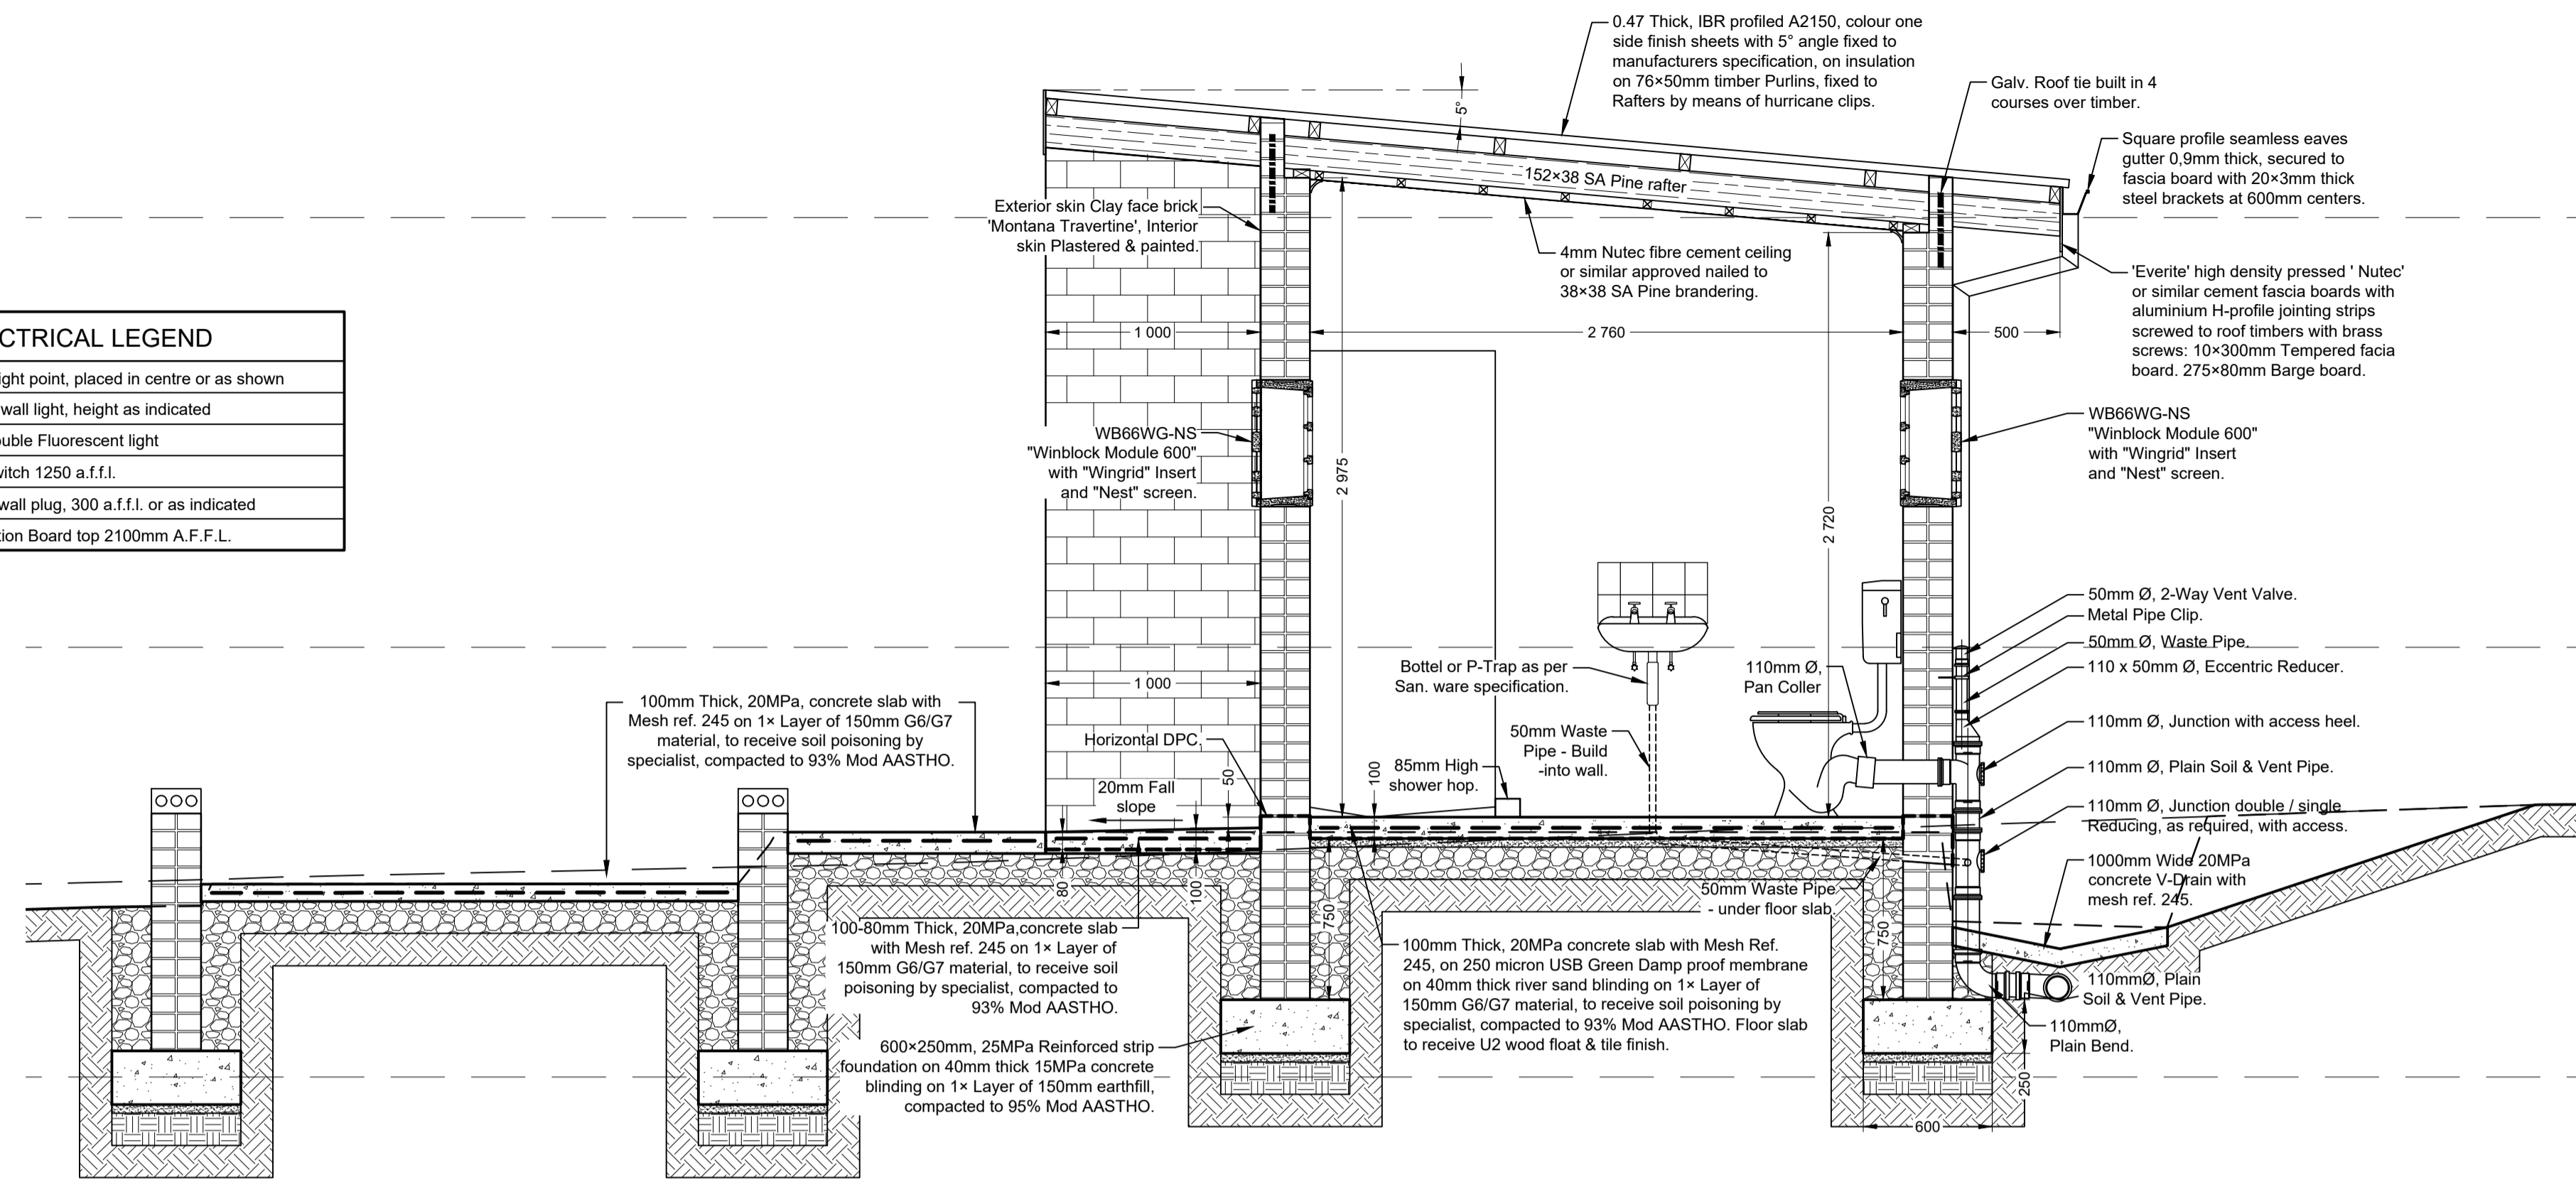 0.47 Thick, IBR profiled A2150, colour one
side finish sheets with 5° angle fixed to
manufacturers specification, on insulation
on 76×50mm timber Purlins, fixed to
Rafters by means of hurricane clips.
5°
Galv. Roof tie built in 4
courses over timber.
Square profile seamless eaves
gutter 0,9mm thick, secured to
fascia board with 20×3mm thick
steel brackets at 600mm centers.
152×38 SA Pine rafter
Exterior skin Clay face brick
'Montana Travertine', Interior
skin Plastered & painted.
4mm Nutec fibre cement ceiling
or similar approved nailed to
38×38 SA Pine brandering.
'Everite' high density pressed ' Nutec'
or similar cement fascia boards with
aluminium H-profile jointing strips
screwed to roof timbers with brass
screws: 10×300mm Tempered facia
board. 275×80mm Barge board.
1 000
2 760
500
CTRICAL LEGEND
ight point, placed in centre or as shown
wall light, height as indicated
uble Fluorescent light
witch 1250 a.f.f.l.
wall plug, 300 a.f.f.l. or as indicated
tion Board top 2100mm A.F.F.L.
WB66WG-NS
"Winblock Module 600"
with "Wingrid" Insert
and "Nest" screen.
2 975
2 720
WB66WG-NS
"Winblock Module 600"
with "Wingrid" Insert
and "Nest" screen.
50mm Ø, 2-Way Vent Valve.
Metal Pipe Clip.
50mm Ø, Waste Pipe.
110 x 50mm Ø, Eccentric Reducer.
110mm Ø, Junction with access heel.
110mm Ø, Plain Soil & Vent Pipe.
110mm Ø, Junction double / single
Reducing, as required, with access.
1000mm Wide 20MPa
concrete V-Drain with
mesh ref. 245.
1 000
Bottel or P-Trap as per
San. ware specification.
110mm Ø,
Pan Coller
50mm Waste
Pipe - Build
-into wall.
100mm Thick, 20MPa, concrete slab with
Mesh ref. 245 on 1× Layer of 150mm G6/G7
material, to receive soil poisoning by
specialist, compacted to 93% Mod AASTHO.
Horizontal DPC.
20mm Fall
slope
50
100
85mm High
shower hop.
80
100
750
750
50mm Waste Pipe
- under floor slab.
100-80mm Thick, 20MPa,concrete slab
with Mesh ref. 245 on 1× Layer of
150mm G6/G7 material, to receive soil
poisoning by specialist, compacted to
93% Mod AASTHO.
100mm Thick, 20MPa concrete slab with Mesh Ref.
245, on 250 micron USB Green Damp proof membrane
on 40mm thick river sand blinding on 1× Layer of
150mm G6/G7 material, to receive soil poisoning by
specialist, compacted to 93% Mod AASTHO. Floor slab
to receive U2 wood float & tile finish.
600×250mm, 25MPa Reinforced strip
foundation on 40mm thick 15MPa concrete
blinding on 1× Layer of 150mm earthfill,
compacted to 95% Mod AASTHO.
110mmØ, Plain
Soil & Vent Pipe.
110mmØ,
Plain Bend.
250
600